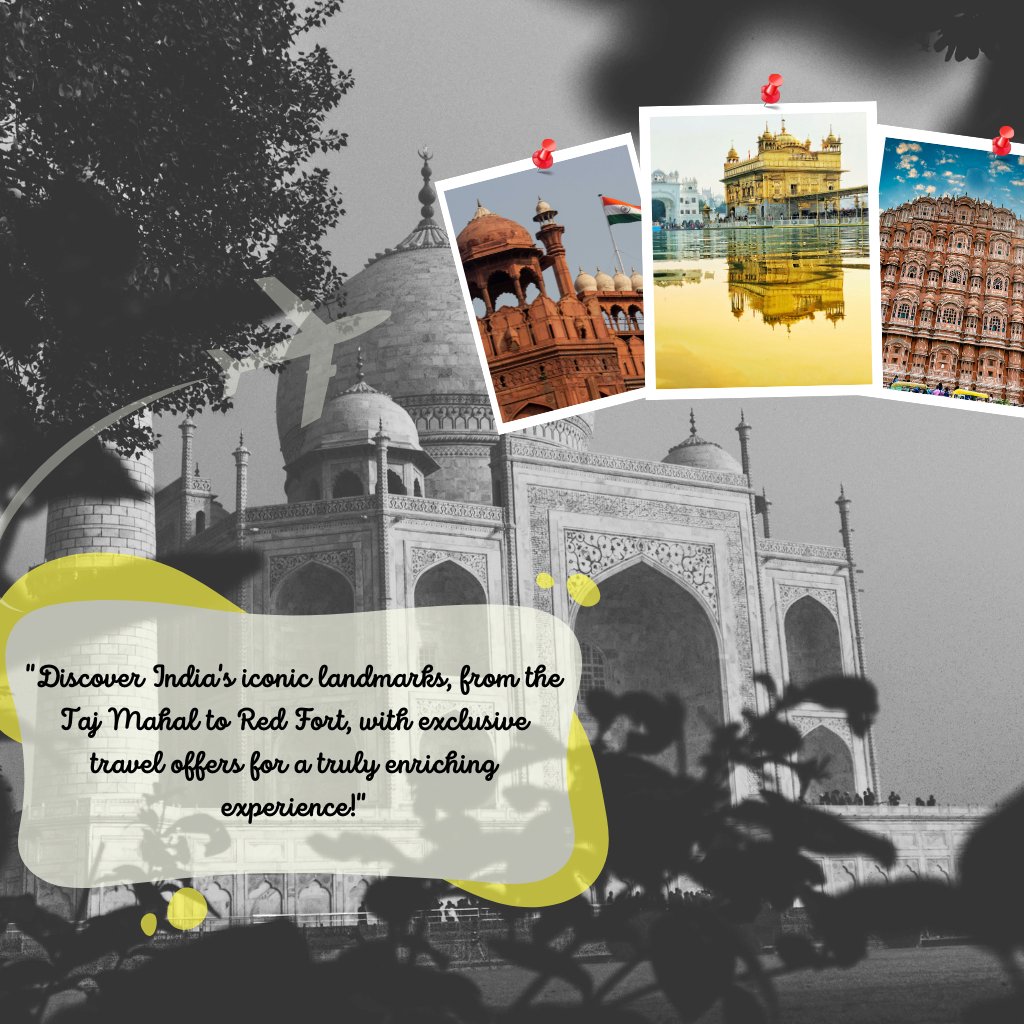 "Discover India's iconic landmarks, from the
Taj Mahal to Red Fort, with exclusive
travel offers for a truly enriching
experience!"